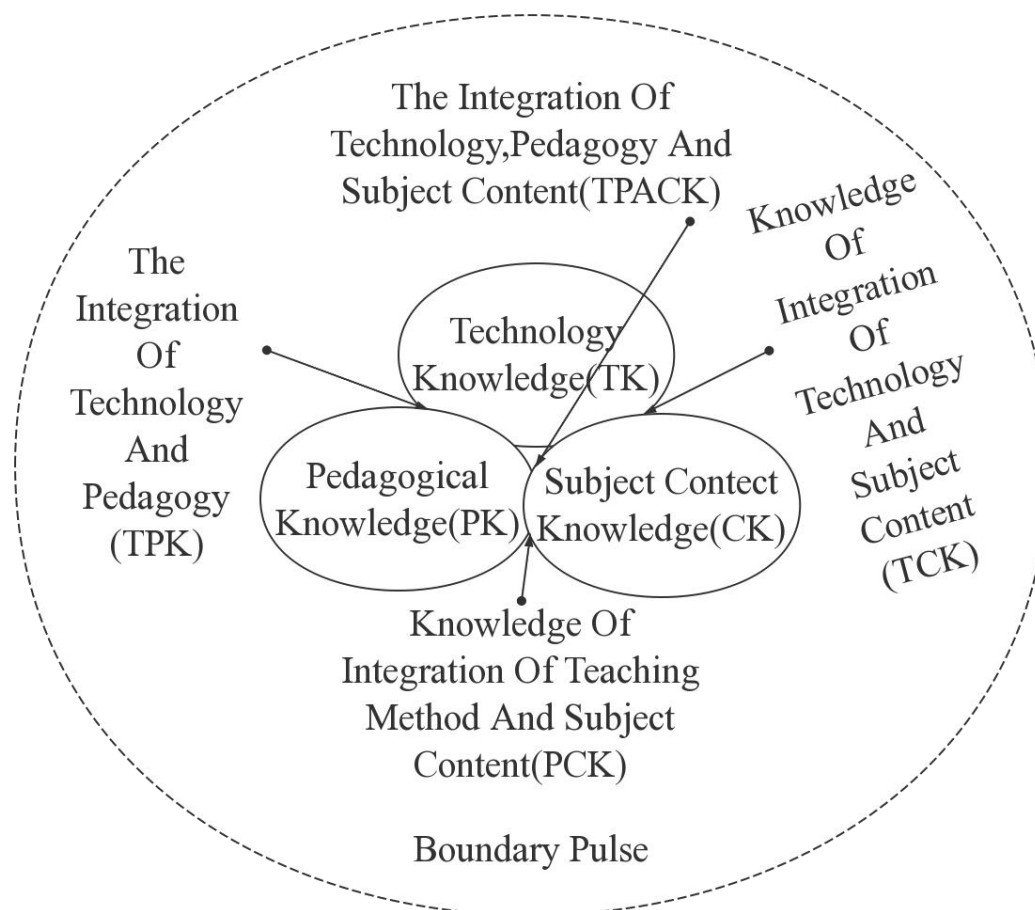 The Integration Of
Technology,Pedagogy And
Subject Content(TPACK)
The
Integration
Of
Technology
And
Pedagogy
(TPK)
Technology
Knowledge(TK)
Knowledge
Of
Integration
Of
Technology
And
Subject
Content
(TCK)
Pedagogical
Knowledge(PK)
Subject Contect
Knowledge(CK)
Knowledge Of
Integration Of Teaching
Method And Subject
Content(PCK)
Boundary Pulse